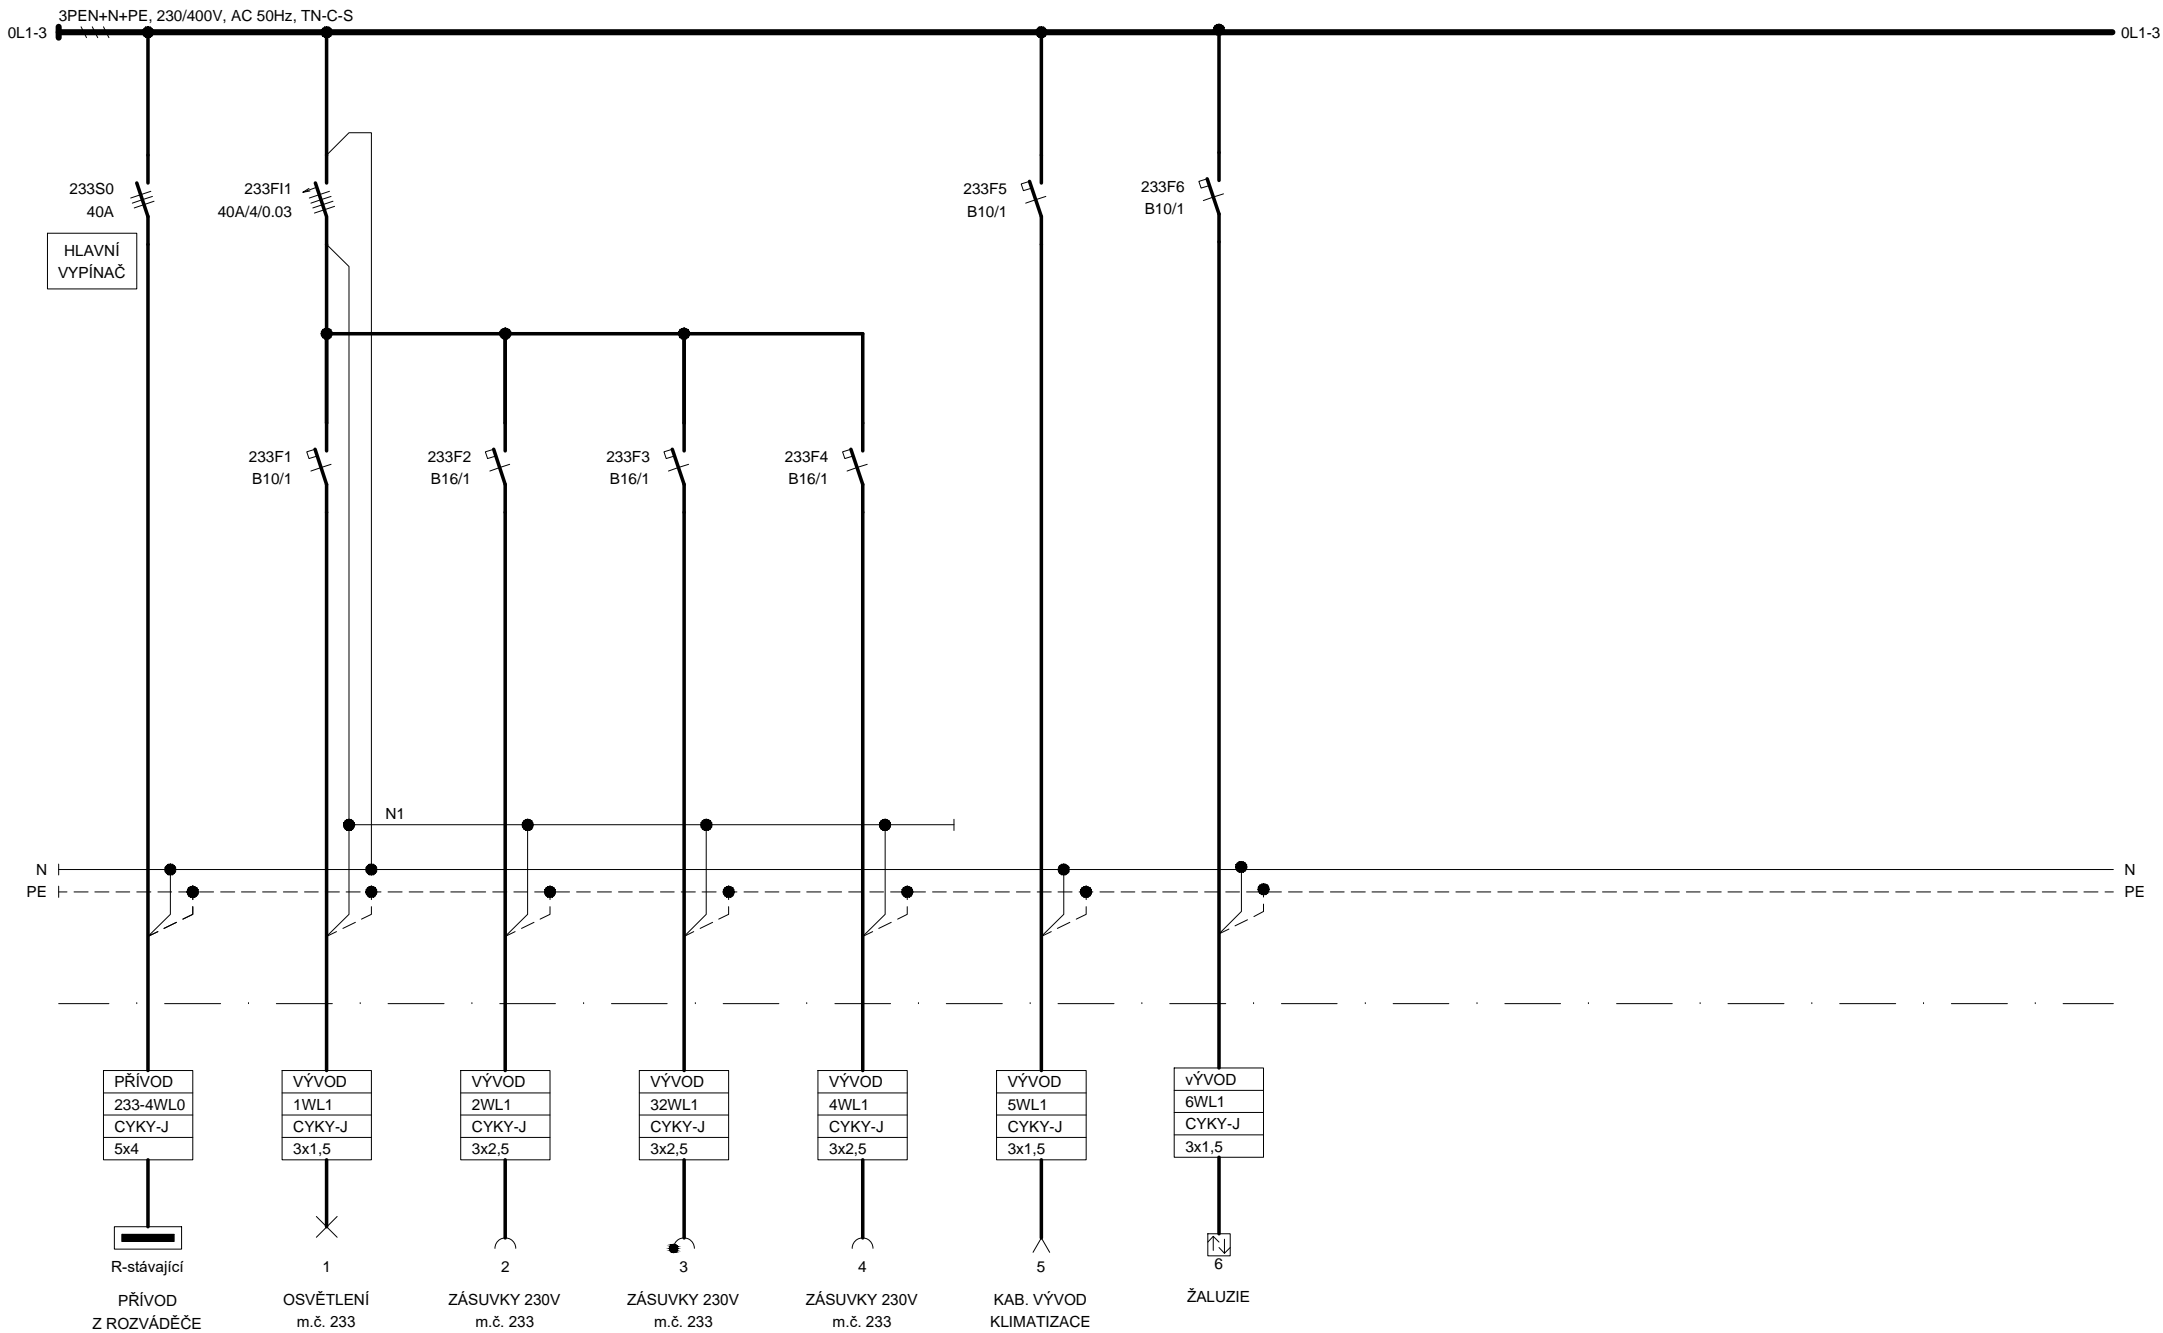 3PEN+N+PE, 230/400V, AC 50Hz, TN-C-S
0L1-3
0L1-3
233S0
40A
HLAVNÍ
VYPÍNAČ
233FI1
40A/4/0.03
233F5
B10/1
233F6
B10/1
233F1
B10/1
233F2
B16/1
233F3
B16/1
233F4
B16/1
N1
N
N
PE
PE
PŘÍVOD
233-4WL0
CYKY-J
5x4
VÝVOD
1WL1
CYKY-J
3x1,5
VÝVOD
2WL1
CYKY-J
3x2,5
VÝVOD
32WL1
CYKY-J
3x2,5
VÝVOD
4WL1
CYKY-J
3x2,5
VÝVOD
5WL1
CYKY-J
3x1,5
vÝVOD
6WL1
CYKY-J
3x1,5
R-stávající
PŘÍVOD
Z ROZVÁDĚČE
1
OSVĚTLENÍ
m.č. 233
2
ZÁSUVKY 230V
m.č. 233
3
ZÁSUVKY 230V
m.č. 233
4
ZÁSUVKY 230V
m.č. 233
5
KAB. VÝVOD
KLIMATIZACE
6
ŽALUZIE